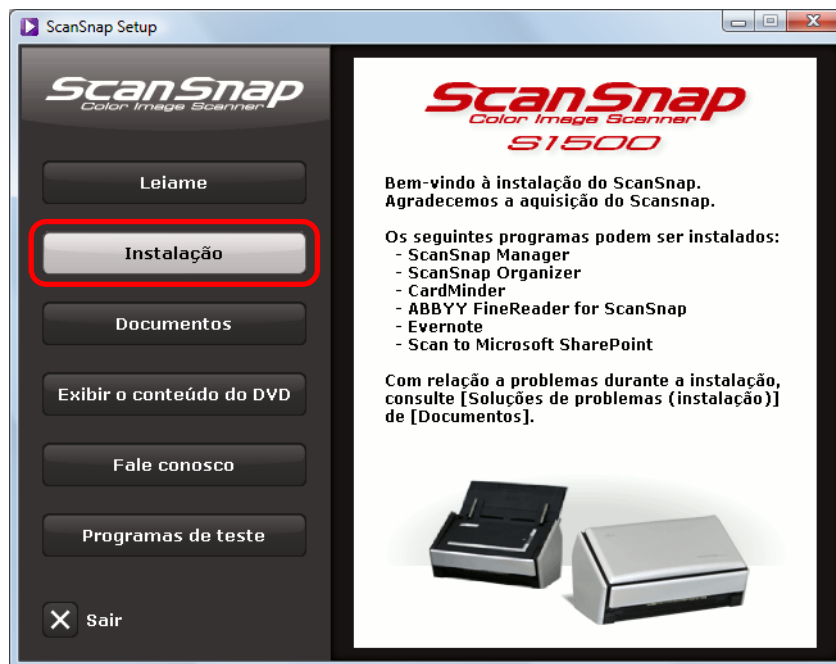 ScanSnap Setup
ScanSnap
Color Image Scanner
Leiame
Instalação
Documentos
Exibir o conteúdo do DVD
Fale conosco
Programas de teste
Sair
ScanSnap
Color Image Scanner
S1500
Bem-vindo à instalação do ScanSnap.
Agradecemos a aquisição do Scansnap.
Os seguintes programas podem ser instalados:
- ScanSnap Manager
- ScanSnap Organizer
- CardMinder
- ABBYY FineReader for ScanSnap
- Evernote
- Scan to Microsoft SharePoint
Com relação a problemas durante a instalação,
consulte [Soluções de problemas (instalação)]
de [Documentos].